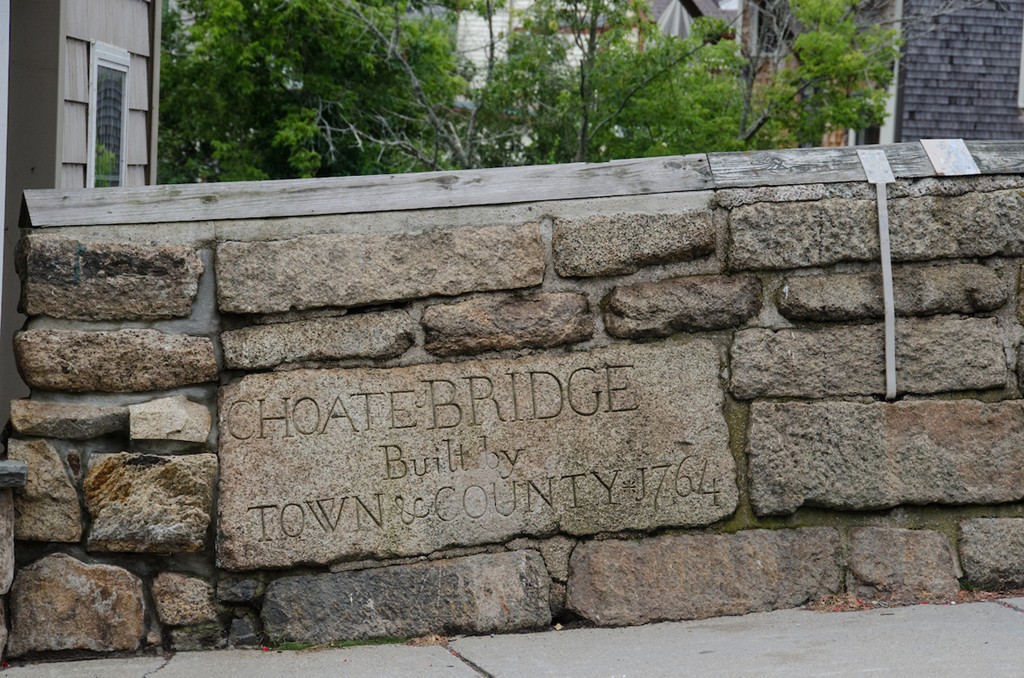 CHOATE BRIDGE
Built by
TOWN & COUNTY * 1764